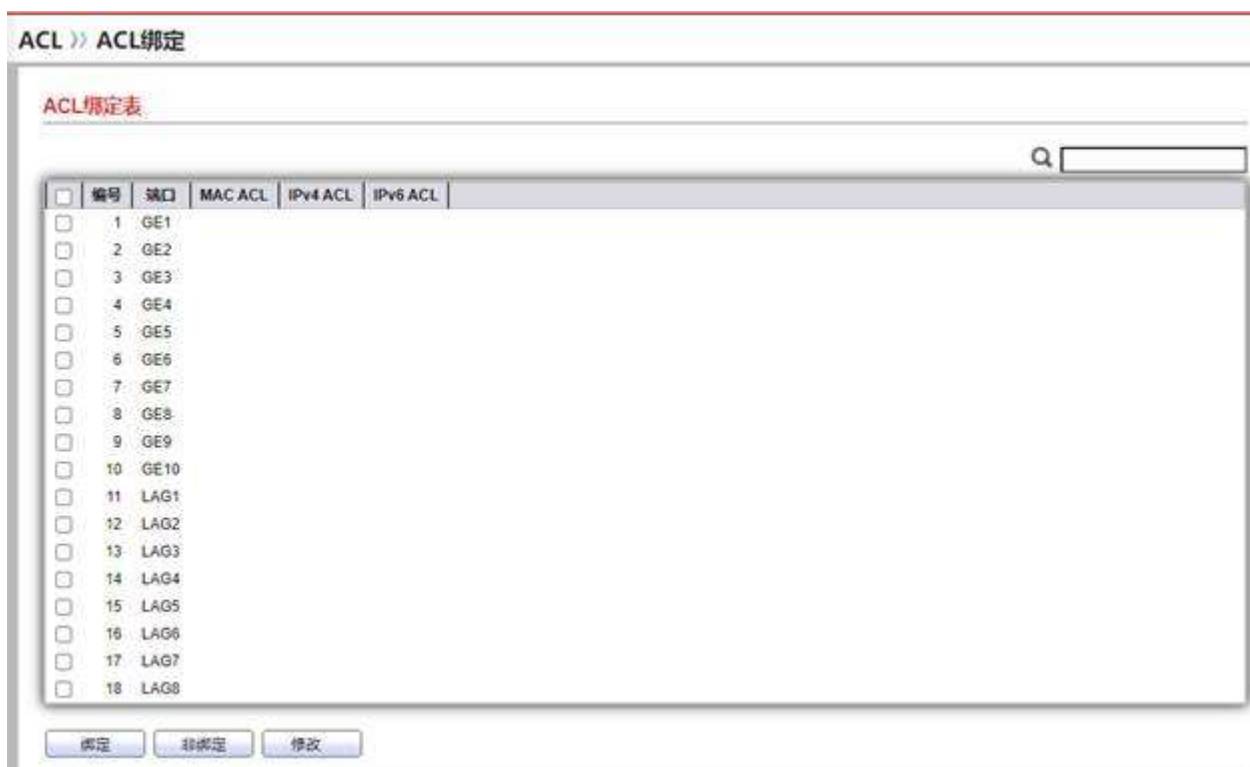 ACL 》 ACL绑定
ACL绑定表
编号 端口 MAC ACL IPv4 ACL IPv6 ACL
1 GE1
2 GE2
3 GE3
4 GE4
5 GE5
6 GE6
7 GE7
8 GE8
9 GE9
10 GE10
11 LAG1
12 LAG2
13 LAG3
14 LAG4
15 LAG5
16 LAG6
17 LAG7
18 LAG8
绑定 非绑定 修改